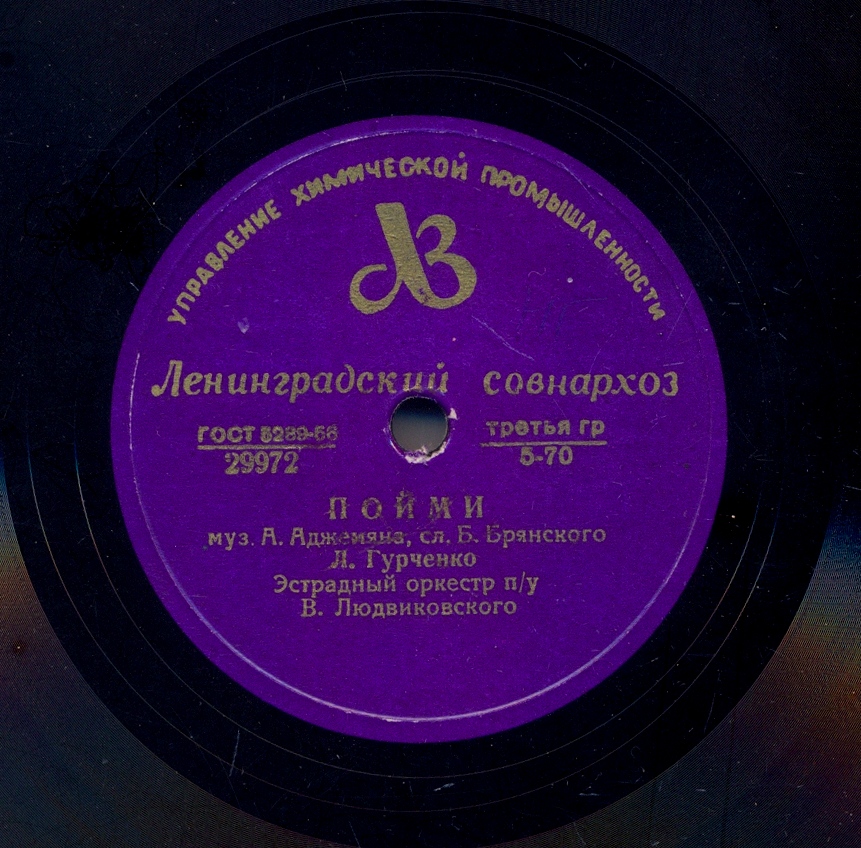 УПРАВЛЕНИЕ ХИМИЧЕСКОЙ ПРОМЫШЛЕННОСТИ
ЛЗ
Ленинградский совнархоз
ГОСТ 5289-56 третья гр
29972 5-70
ПОЙМИ
муз. А. Аджемяна, сл. Б. Брянского
Л. Гурченко
Эстрадный оркестр п/у
В. Людвиковского